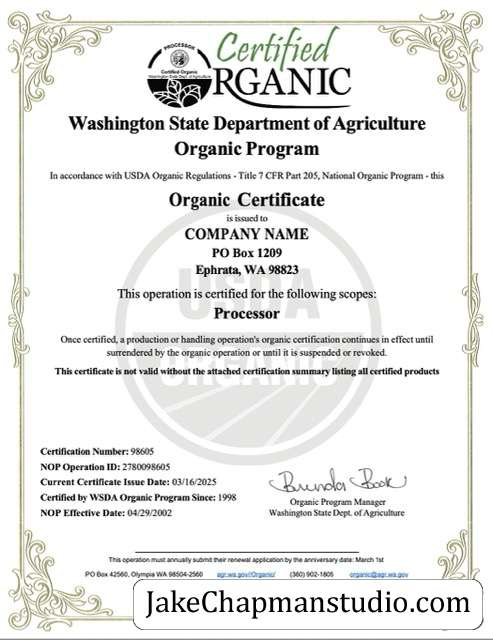 PROCESSOR
Certified Organic
Washington State Dept. of Agriculture
Certified
ORGANIC
Washington State Department of Agriculture
Organic Program
In accordance with USDA Organic Regulations - Title 7 CFR Part 205, National Organic Program - this
Organic Certificate
is issued to
COMPANY NAME
PO Box 1209
Ephrata, WA 98823
This operation is certified for the following scopes:
Processor
Once certified, a production or handling operation's organic certification continues in effect until
surrendered by the organic operation or until it is suspended or revoked.
This certificate is not valid without the attached certification summary listing all certified products
USDA
ORGANIC
Certification Number: 98605
NOP Operation ID: 2780098605
Current Certificate Issue Date: 03/16/2025
Certified by WSDA Organic Program Since: 1998
NOP Effective Date: 04/29/2002
Brenda Book
Organic Program Manager
Washington State Dept. of Agriculture
This operation must annually submit their renewal application by the anniversary date: March 1st
PO Box 42560, Olympia WA 98504-2560 agr.wa.gov/Organic/ (360) 902-1805 organic@agr.wa.gov
JakeChapmanstudio.com